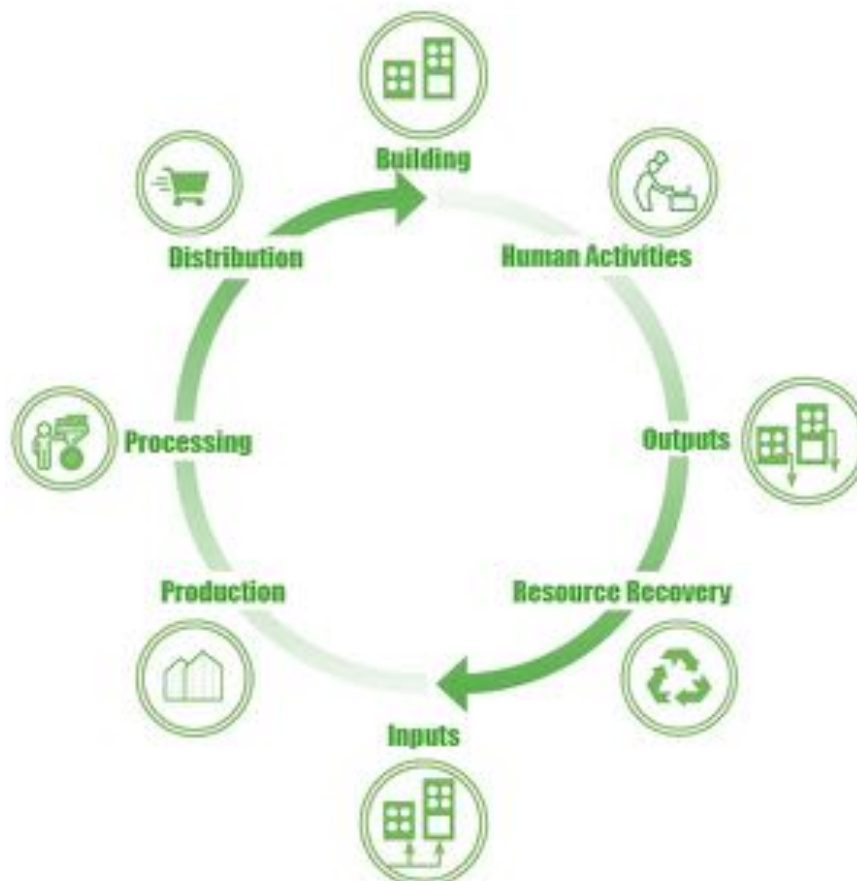 Building
Distribution
Human Activities
Processing
Outputs
Production
Resource Recovery
Inputs